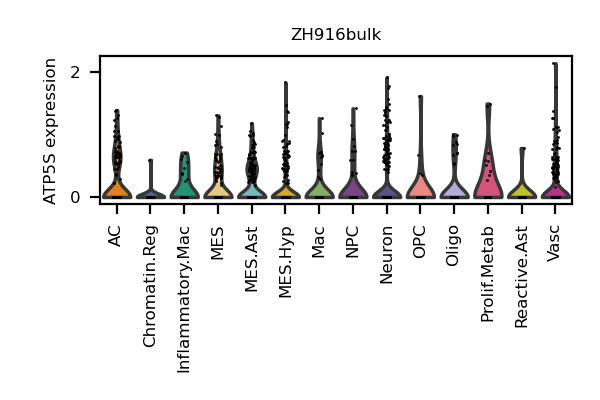 ZH916bulk
ATP5S expression
2
0
AC
Chromatin.Reg
Inflammatory.Mac
MES
MES.Ast
MES.Hyp
Mac
NPC
Neuron
OPC
Oligo
Prolif.Metab
Reactive.Ast
Vasc